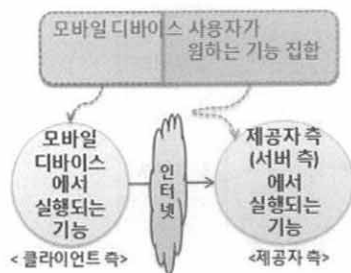 모바일 디바이스 사용자가
원하는 기능 집합
모바일
디바이스
에서
실행되는
기능
인
터
넷
제공자 측
(서버 측)
에서
실행되는
기능
< 클라이언트 측>
<제공자 측>